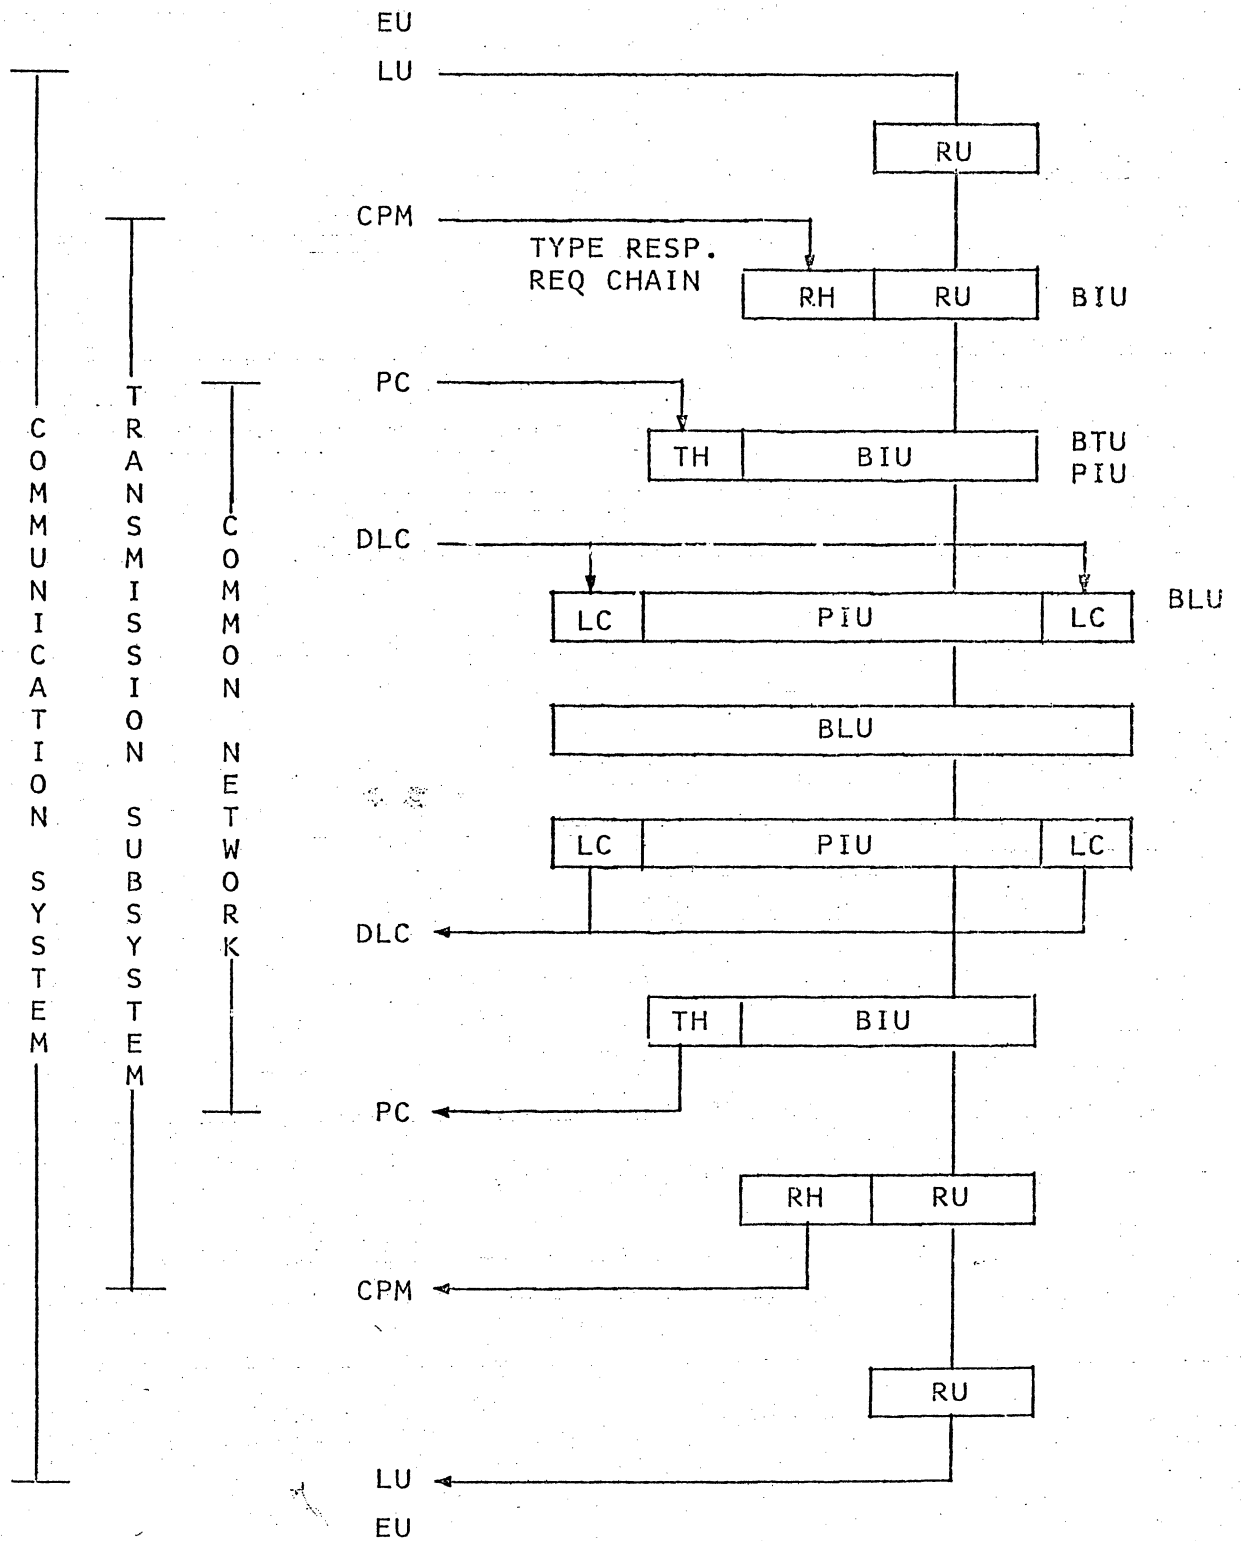 EU
LU
RU
CPM
TYPE RESP.
REQ CHAIN
RH RU BIU
PC
TH BIU BTU
PIU
DLC
LC PIU LC BLU
BLU
LC PIU LC
DLC
TH BIU
PC
RH RU
CPM
RU
LU
EU
COMMUNICATION SYSTEM
TRANSMISSION SUBSYSTEM
COMMON NETWORK